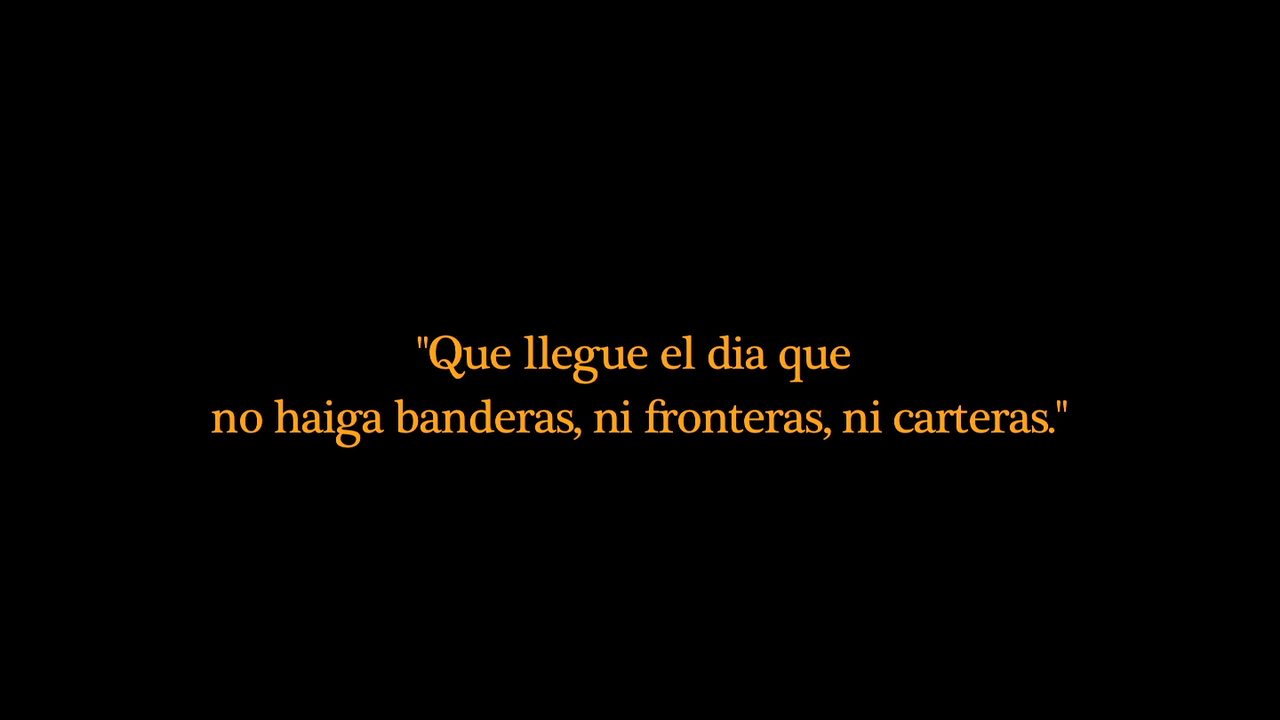 "Que llegue el dia que
no haiga banderas, ni fronteras, ni carteras."